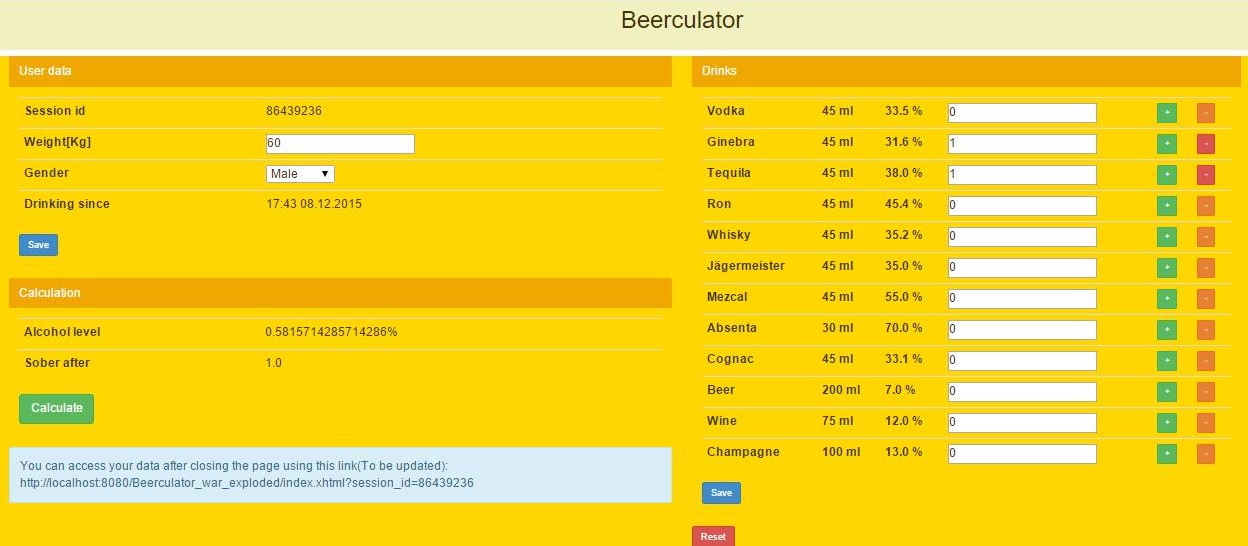 Beerculator
User data
Session id 86439236
Weight[Kg] 60
Gender Male ▼
Drinking since 17:43 08.12.2015
Save
Calculation
Alcohol level 0.5815714285714286%
Sober after 1.0
Calculate
You can access your data after closing the page using this link(To be updated):
http://localhost:8080/Beerculator_war_exploded/index.xhtml?session_id=86439236
Drinks
Vodka 45 ml 33.5 % 0 + -
Ginebra 45 ml 31.6 % 1 + -
Tequila 45 ml 38.0 % 1 + -
Ron 45 ml 45.4 % 0 + -
Whisky 45 ml 35.2 % 0 + -
Jägermeister 45 ml 35.0 % 0 + -
Mezcal 45 ml 55.0 % 0 + -
Absenta 30 ml 70.0 % 0 + -
Cognac 45 ml 33.1 % 0 + -
Beer 200 ml 7.0 % 0 + -
Wine 75 ml 12.0 % 0 + -
Champagne 100 ml 13.0 % 0 + -
Save
Reset